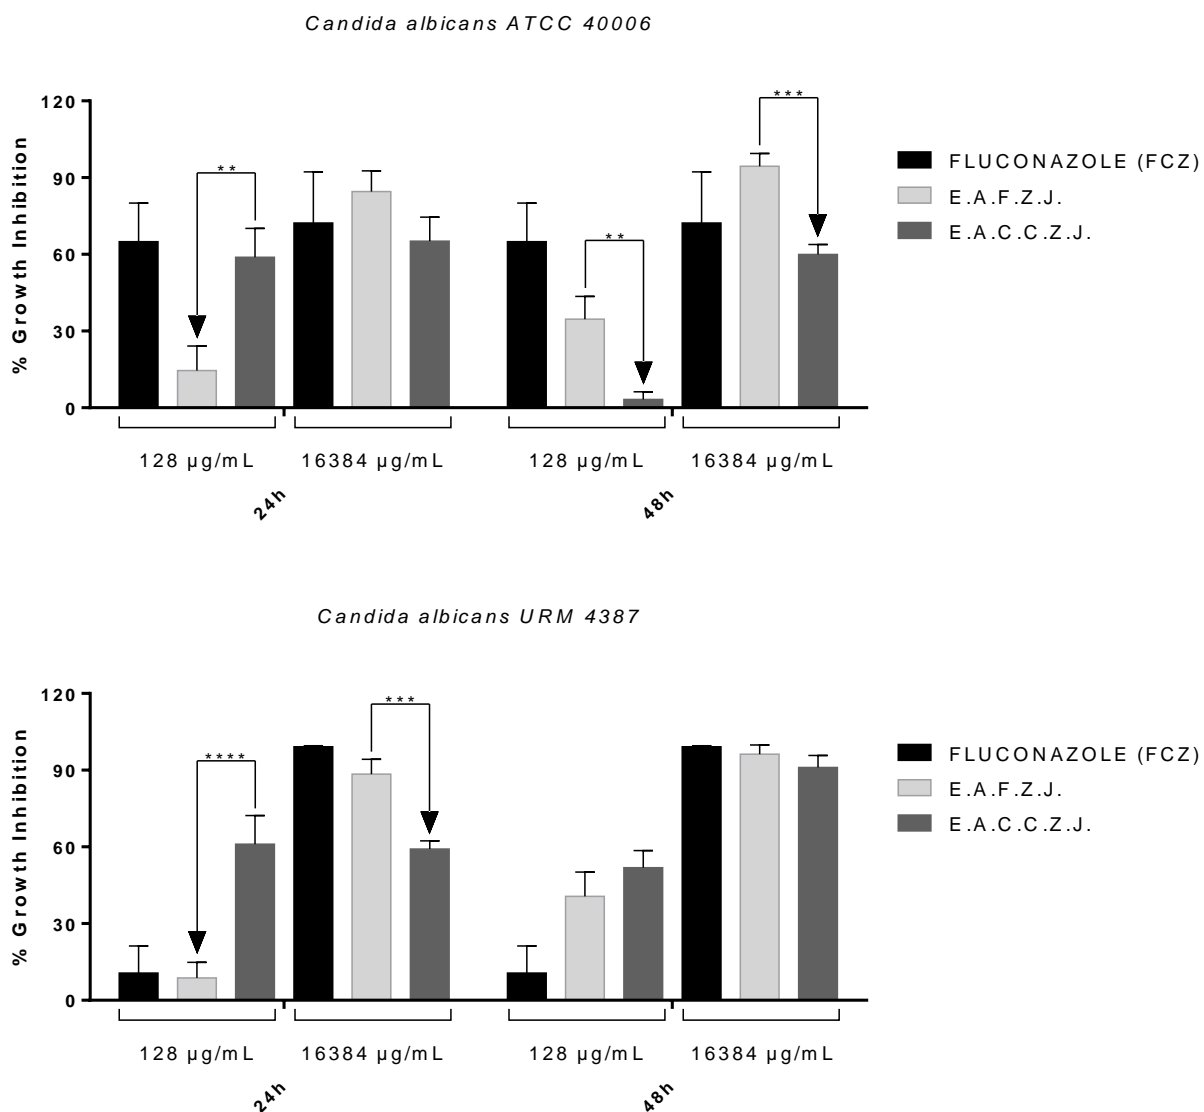 Candida albicans ATCC 40006
% Growth Inhibition
120
90
60
30
0
**
**
***
FLUCONAZOLE (FCZ)
E.A.F.Z.J.
E.A.C.C.Z.J.
128 µg/mL 16384 µg/mL 128 µg/mL 16384 µg/mL
24h 48h
Candida albicans URM 4387
% Growth Inhibition
120
90
60
30
0
****
***
FLUCONAZOLE (FCZ)
E.A.F.Z.J.
E.A.C.C.Z.J.
128 µg/mL 16384 µg/mL 128 µg/mL 16384 µg/mL
24h 48h